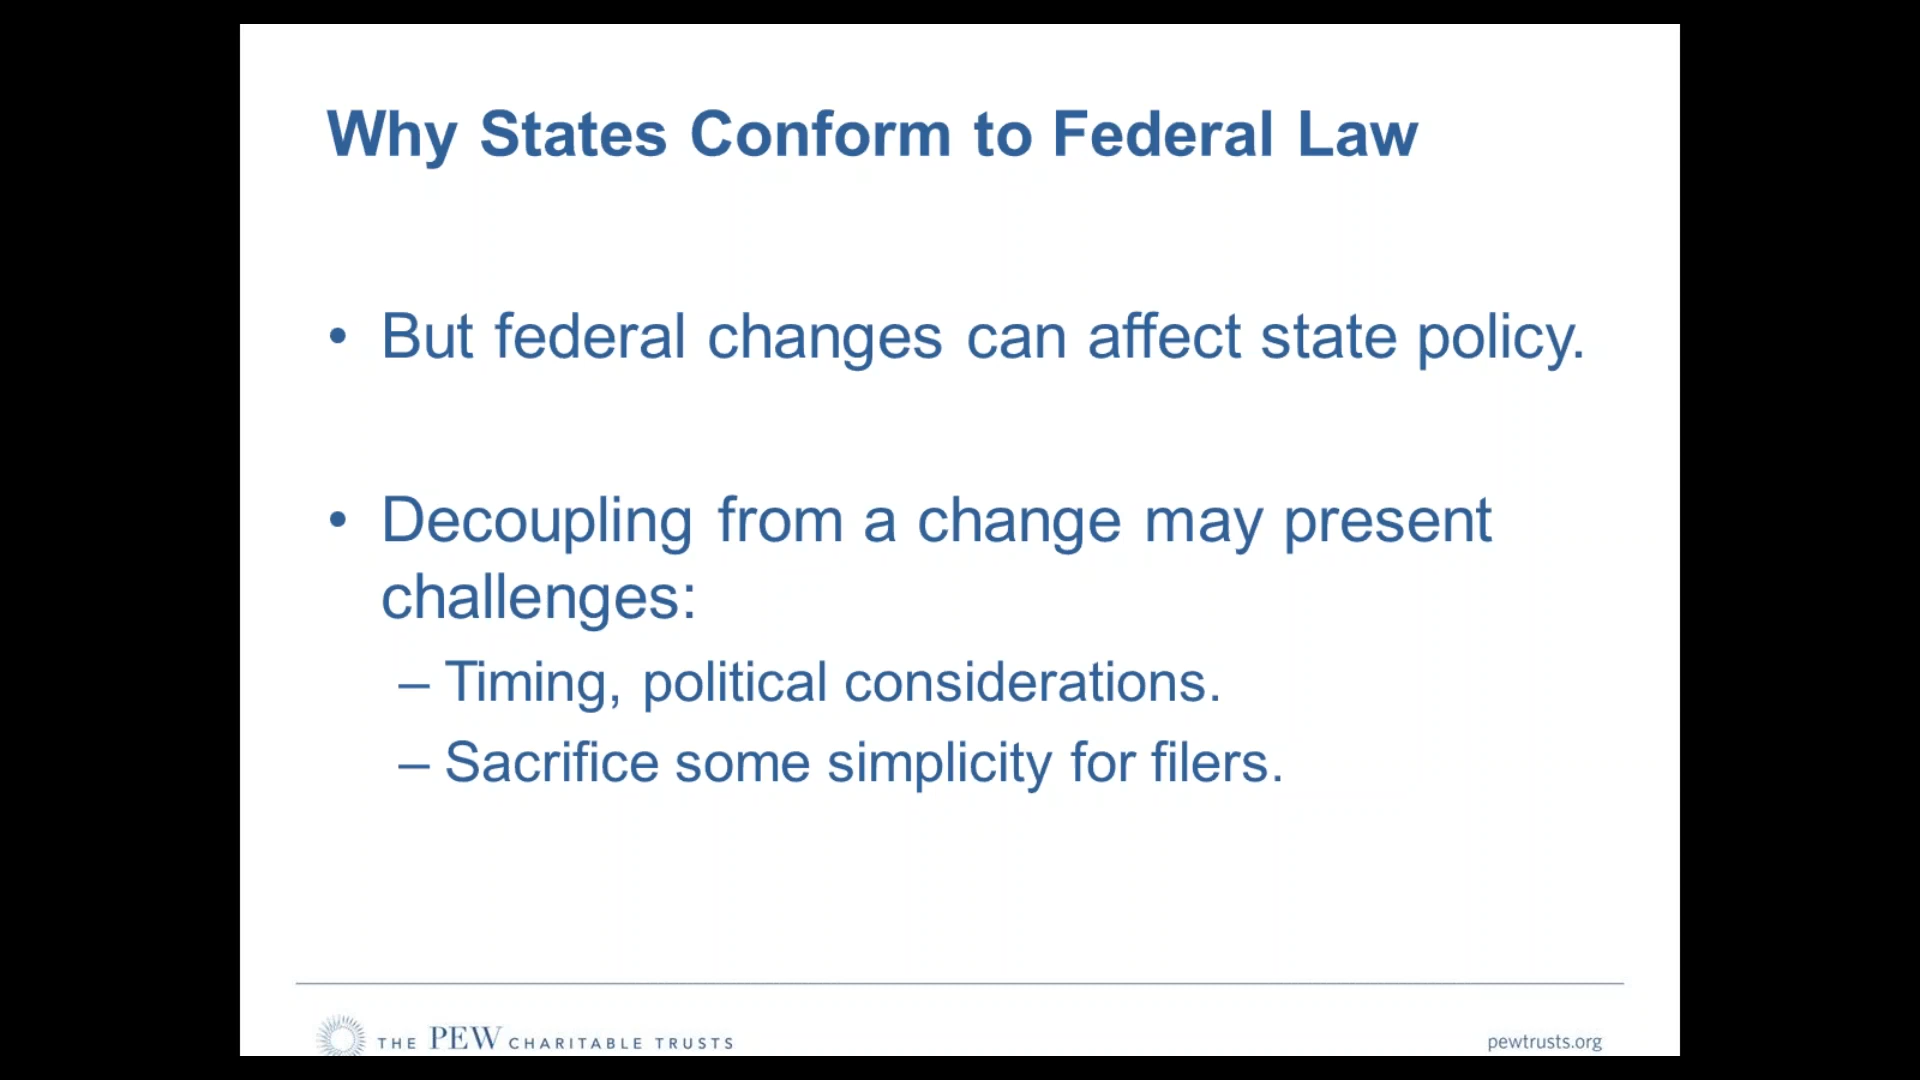 Why States Conform to Federal Law
• But federal changes can affect state policy.
• Decoupling from a change may present
challenges:
– Timing, political considerations.
– Sacrifice some simplicity for filers.
THE PEW CHARITABLE TRUSTS
pewtrusts.org